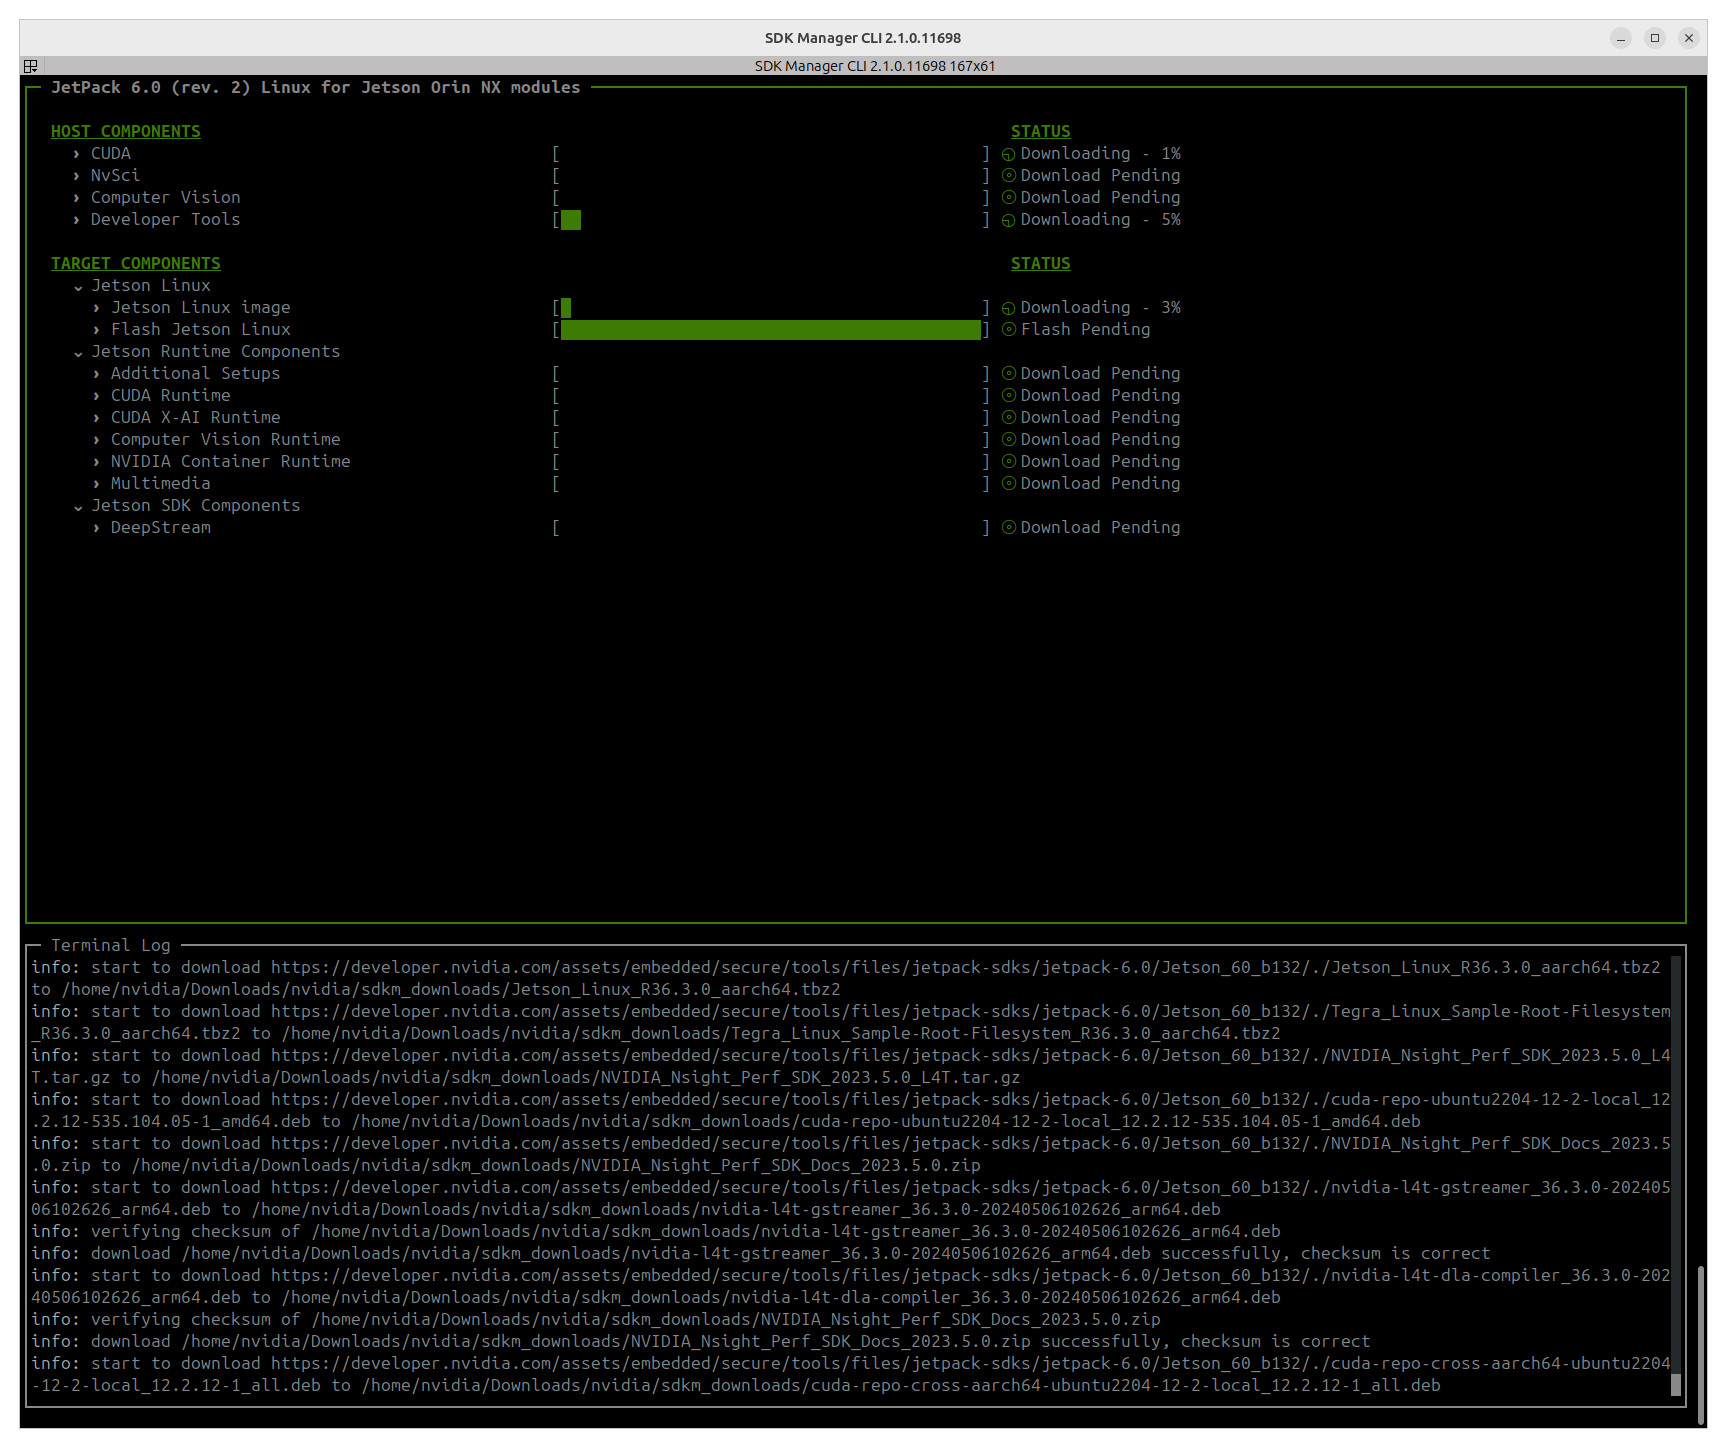 SDK Manager CLI 2.1.0.11698
SDK Manager CLI 2.1.0.11698 167x61
JetPack 6.0 (rev. 2) Linux for Jetson Orin NX modules
HOST COMPONENTS STATUS
› CUDA [ ] Downloading - 1%
› NvSci [ ] Download Pending
› Computer Vision [ ] Download Pending
› Developer Tools [ ] Downloading - 5%
TARGET COMPONENTS STATUS
⌄ Jetson Linux
› Jetson Linux image [ ] Downloading - 3%
› Flash Jetson Linux [ ] Flash Pending
⌄ Jetson Runtime Components
› Additional Setups [ ] Download Pending
› CUDA Runtime [ ] Download Pending
› CUDA X-AI Runtime [ ] Download Pending
› Computer Vision Runtime [ ] Download Pending
› NVIDIA Container Runtime [ ] Download Pending
› Multimedia [ ] Download Pending
⌄ Jetson SDK Components
› DeepStream [ ] Download Pending
Terminal Log
info: start to download https://developer.nvidia.com/assets/embedded/secure/tools/files/jetpack-sdks/jetpack-6.0/Jetson_60_b132/./Jetson_Linux_R36.3.0_aarch64.tbz2
to /home/nvidia/Downloads/nvidia/sdkm_downloads/Jetson_Linux_R36.3.0_aarch64.tbz2
info: start to download https://developer.nvidia.com/assets/embedded/secure/tools/files/jetpack-sdks/jetpack-6.0/Jetson_60_b132/./Tegra_Linux_Sample-Root-Filesystem
_R36.3.0_aarch64.tbz2 to /home/nvidia/Downloads/nvidia/sdkm_downloads/Tegra_Linux_Sample-Root-Filesystem_R36.3.0_aarch64.tbz2
info: start to download https://developer.nvidia.com/assets/embedded/secure/tools/files/jetpack-sdks/jetpack-6.0/Jetson_60_b132/./NVIDIA_Nsight_Perf_SDK_2023.5.0_L4
T.tar.gz to /home/nvidia/Downloads/nvidia/sdkm_downloads/NVIDIA_Nsight_Perf_SDK_2023.5.0_L4T.tar.gz
info: start to download https://developer.nvidia.com/assets/embedded/secure/tools/files/jetpack-sdks/jetpack-6.0/Jetson_60_b132/./cuda-repo-ubuntu2204-12-2-local_12
.2.12-535.104.05-1_amd64.deb to /home/nvidia/Downloads/nvidia/sdkm_downloads/cuda-repo-ubuntu2204-12-2-local_12.2.12-535.104.05-1_amd64.deb
info: start to download https://developer.nvidia.com/assets/embedded/secure/tools/files/jetpack-sdks/jetpack-6.0/Jetson_60_b132/./NVIDIA_Nsight_Perf_SDK_Docs_2023.5
.0.zip to /home/nvidia/Downloads/nvidia/sdkm_downloads/NVIDIA_Nsight_Perf_SDK_Docs_2023.5.0.zip
info: start to download https://developer.nvidia.com/assets/embedded/secure/tools/files/jetpack-sdks/jetpack-6.0/Jetson_60_b132/./nvidia-l4t-gstreamer_36.3.0-202405
06102626_arm64.deb to /home/nvidia/Downloads/nvidia/sdkm_downloads/nvidia-l4t-gstreamer_36.3.0-20240506102626_arm64.deb
info: verifying checksum of /home/nvidia/Downloads/nvidia/sdkm_downloads/nvidia-l4t-gstreamer_36.3.0-20240506102626_arm64.deb
info: download /home/nvidia/Downloads/nvidia/sdkm_downloads/nvidia-l4t-gstreamer_36.3.0-20240506102626_arm64.deb successfully, checksum is correct
info: start to download https://developer.nvidia.com/assets/embedded/secure/tools/files/jetpack-sdks/jetpack-6.0/Jetson_60_b132/./nvidia-l4t-dla-compiler_36.3.0-202
40506102626_arm64.deb to /home/nvidia/Downloads/nvidia/sdkm_downloads/nvidia-l4t-dla-compiler_36.3.0-20240506102626_arm64.deb
info: verifying checksum of /home/nvidia/Downloads/nvidia/sdkm_downloads/NVIDIA_Nsight_Perf_SDK_Docs_2023.5.0.zip
info: download /home/nvidia/Downloads/nvidia/sdkm_downloads/NVIDIA_Nsight_Perf_SDK_Docs_2023.5.0.zip successfully, checksum is correct
info: start to download https://developer.nvidia.com/assets/embedded/secure/tools/files/jetpack-sdks/jetpack-6.0/Jetson_60_b132/./cuda-repo-cross-aarch64-ubuntu2204
-12-2-local_12.2.12-1_all.deb to /home/nvidia/Downloads/nvidia/sdkm_downloads/cuda-repo-cross-aarch64-ubuntu2204-12-2-local_12.2.12-1_all.deb